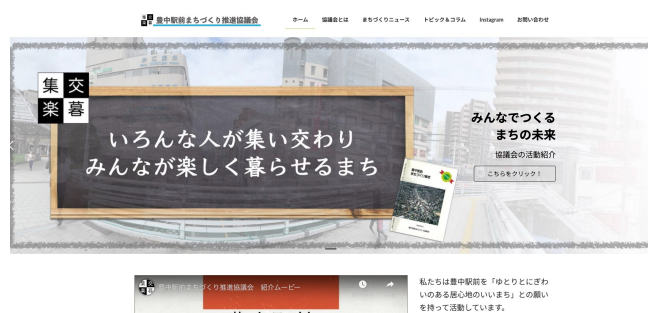 豊中駅前まちづくり推進協議会
ホーム 協議会とは まちづくりニュース トピック&コラム Instagram お問い合わせ
集 交
楽 暮
いろんな人が集い交わり
みんなが楽しく暮らせるまち
みんなでつくる
まちの未来
協議会の活動紹介
こちらをクリック!
豊中駅前まちづくり推進協議会 紹介ムービー
私たちは豊中駅前を「ゆとりとにぎわ
いのある居心地のいいまち」との願い
を持って活動しています。